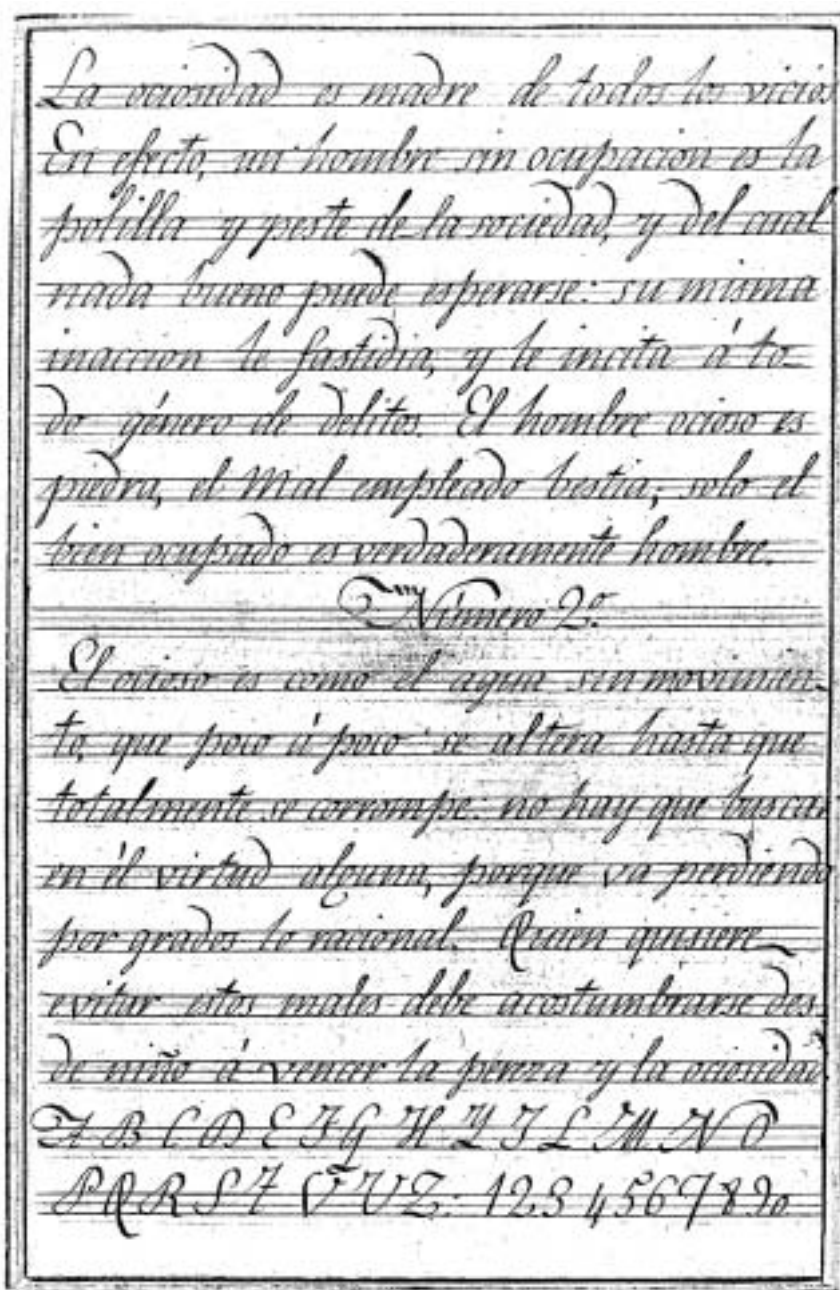 La ociosidad es madre de todos los vicios
En efecto, un hombre sin ocupacion es la
polilla y peste de la sociedad, y del cual
nada bueno puede esperarse: su misma
inaccion le fastidia, y le incita á to-
do género de delitos. El hombre ocioso es
piedra, el mal empleado bestia; solo el
bien ocupado es verdaderamente hombre.
Número 2º
El ocioso es como el agua sin movimien-
to, que poco á poco se altera hasta que
totalmente se corrompe: no hay que buscar
en él virtud alguna, porque va perdiendo
por grados lo racional. Quien quisiere
evitar estos males debe acostumbrarse des-
de niño á vencer la pereza y la ociosidad
A B C D E F G H Y J L M N O
P Q R S T V U Z: 1 2 3 4 5 6 7 8 9 0